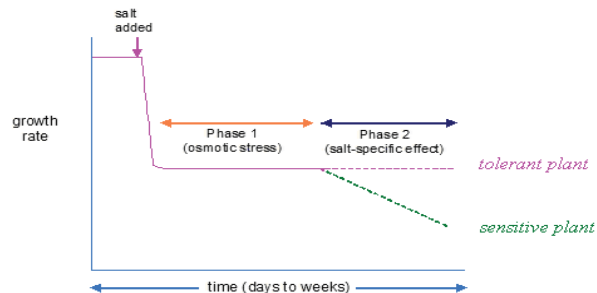 salt
added
growth
rate
Phase 1
(osmotic stress)
Phase 2
(salt-specific effect)
tolerant plant
sensitive plant
time (days to weeks)